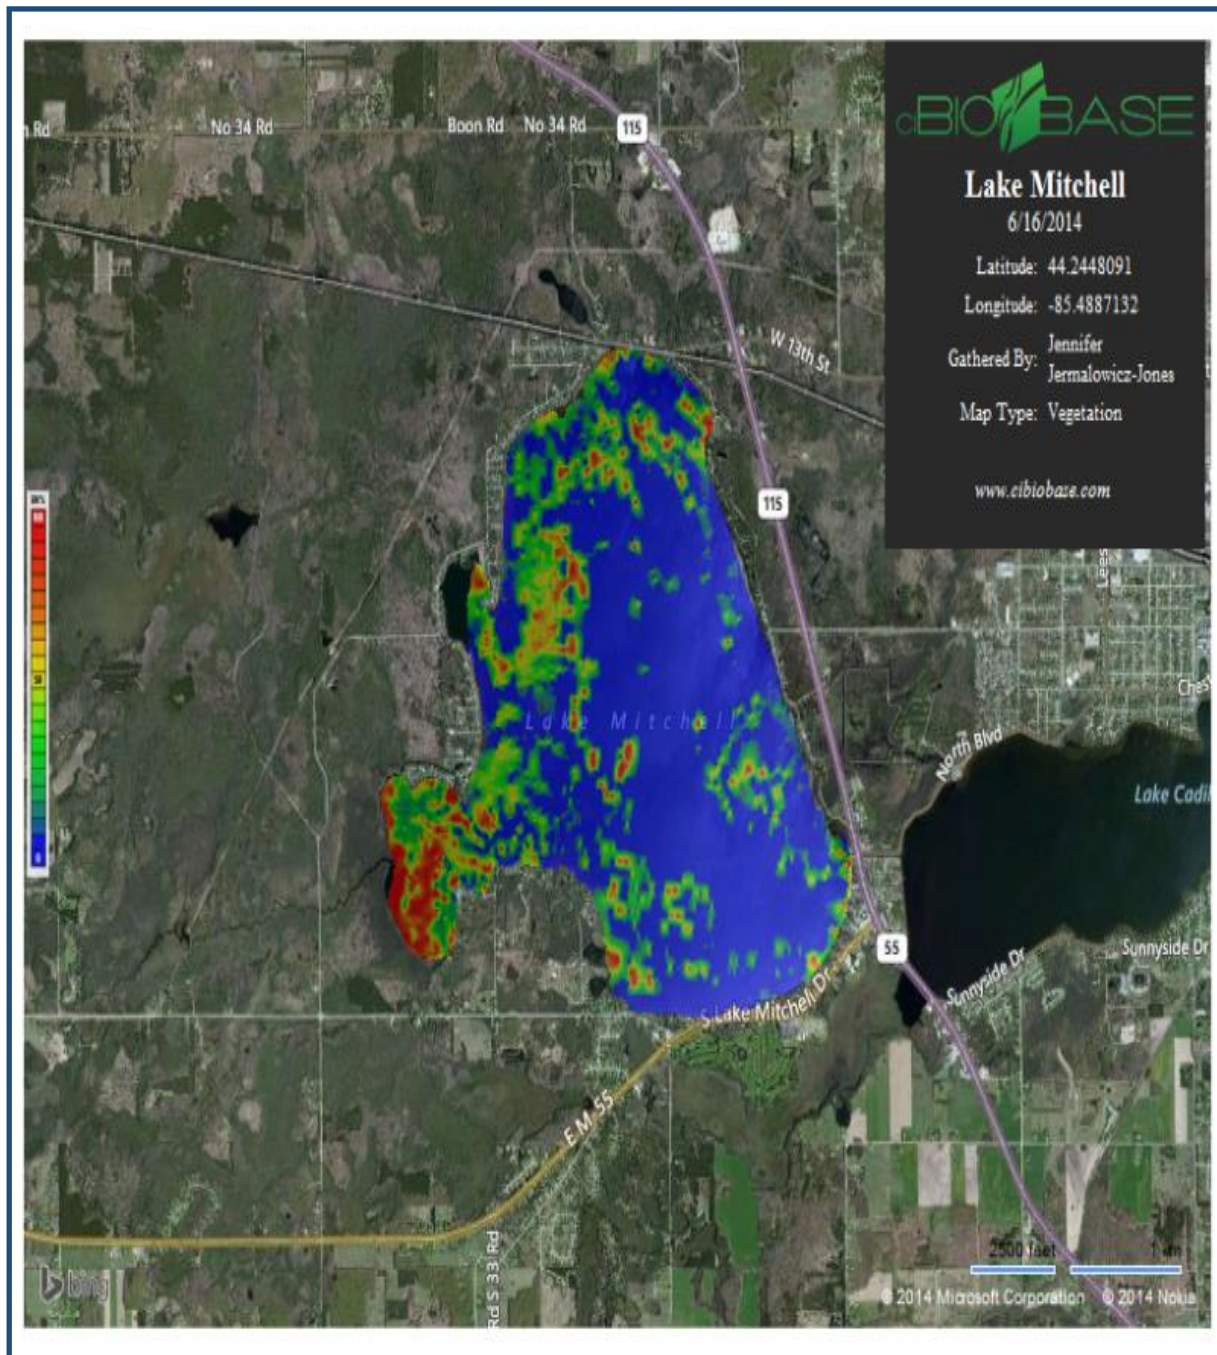 ciBIOBASE
Lake Mitchell
6/16/2014
Latitude: 44.2448091
Longitude: -85.4887132
Gathered By: Jennifer
Jermalowicz-Jones
Map Type: Vegetation
www.cibiobase.com
Rd
No 34 Rd
Boon Rd
No 34 Rd
115
W 13th St
115
50
0
Lake Mitchell
North Blvd
Lake Cadil
55
Sunnyside Dr
Sunnyside Dr
S Lake Mitchell Dr
E M 55
Rd S 33 Rd
2500 feet
1 km
bing
© 2014 Microsoft Corporation © 2014 Nokia